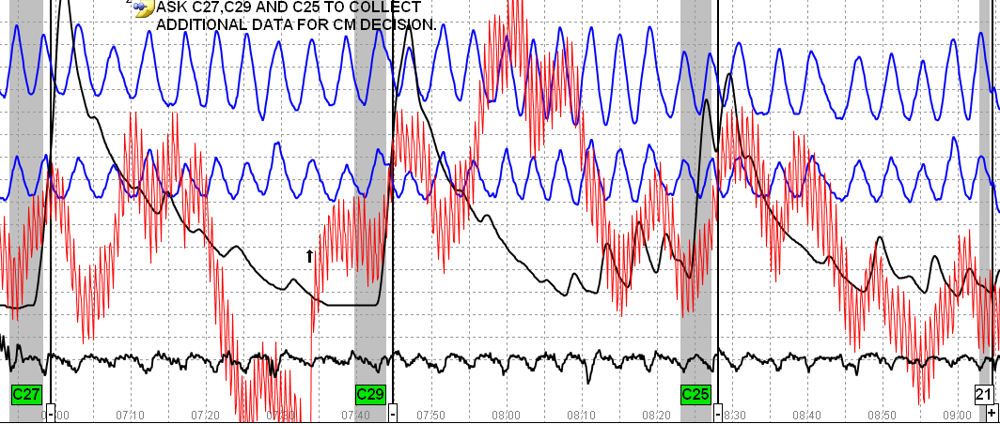 ASK C27,C29 AND C25 TO COLLECT
ADDITIONAL DATA FOR CM DECISION.
C27
C29
C25
21
07:10
07:20
07:40
07:50
08:00
08:10
08:20
8:30
08:40
08:50
09:00